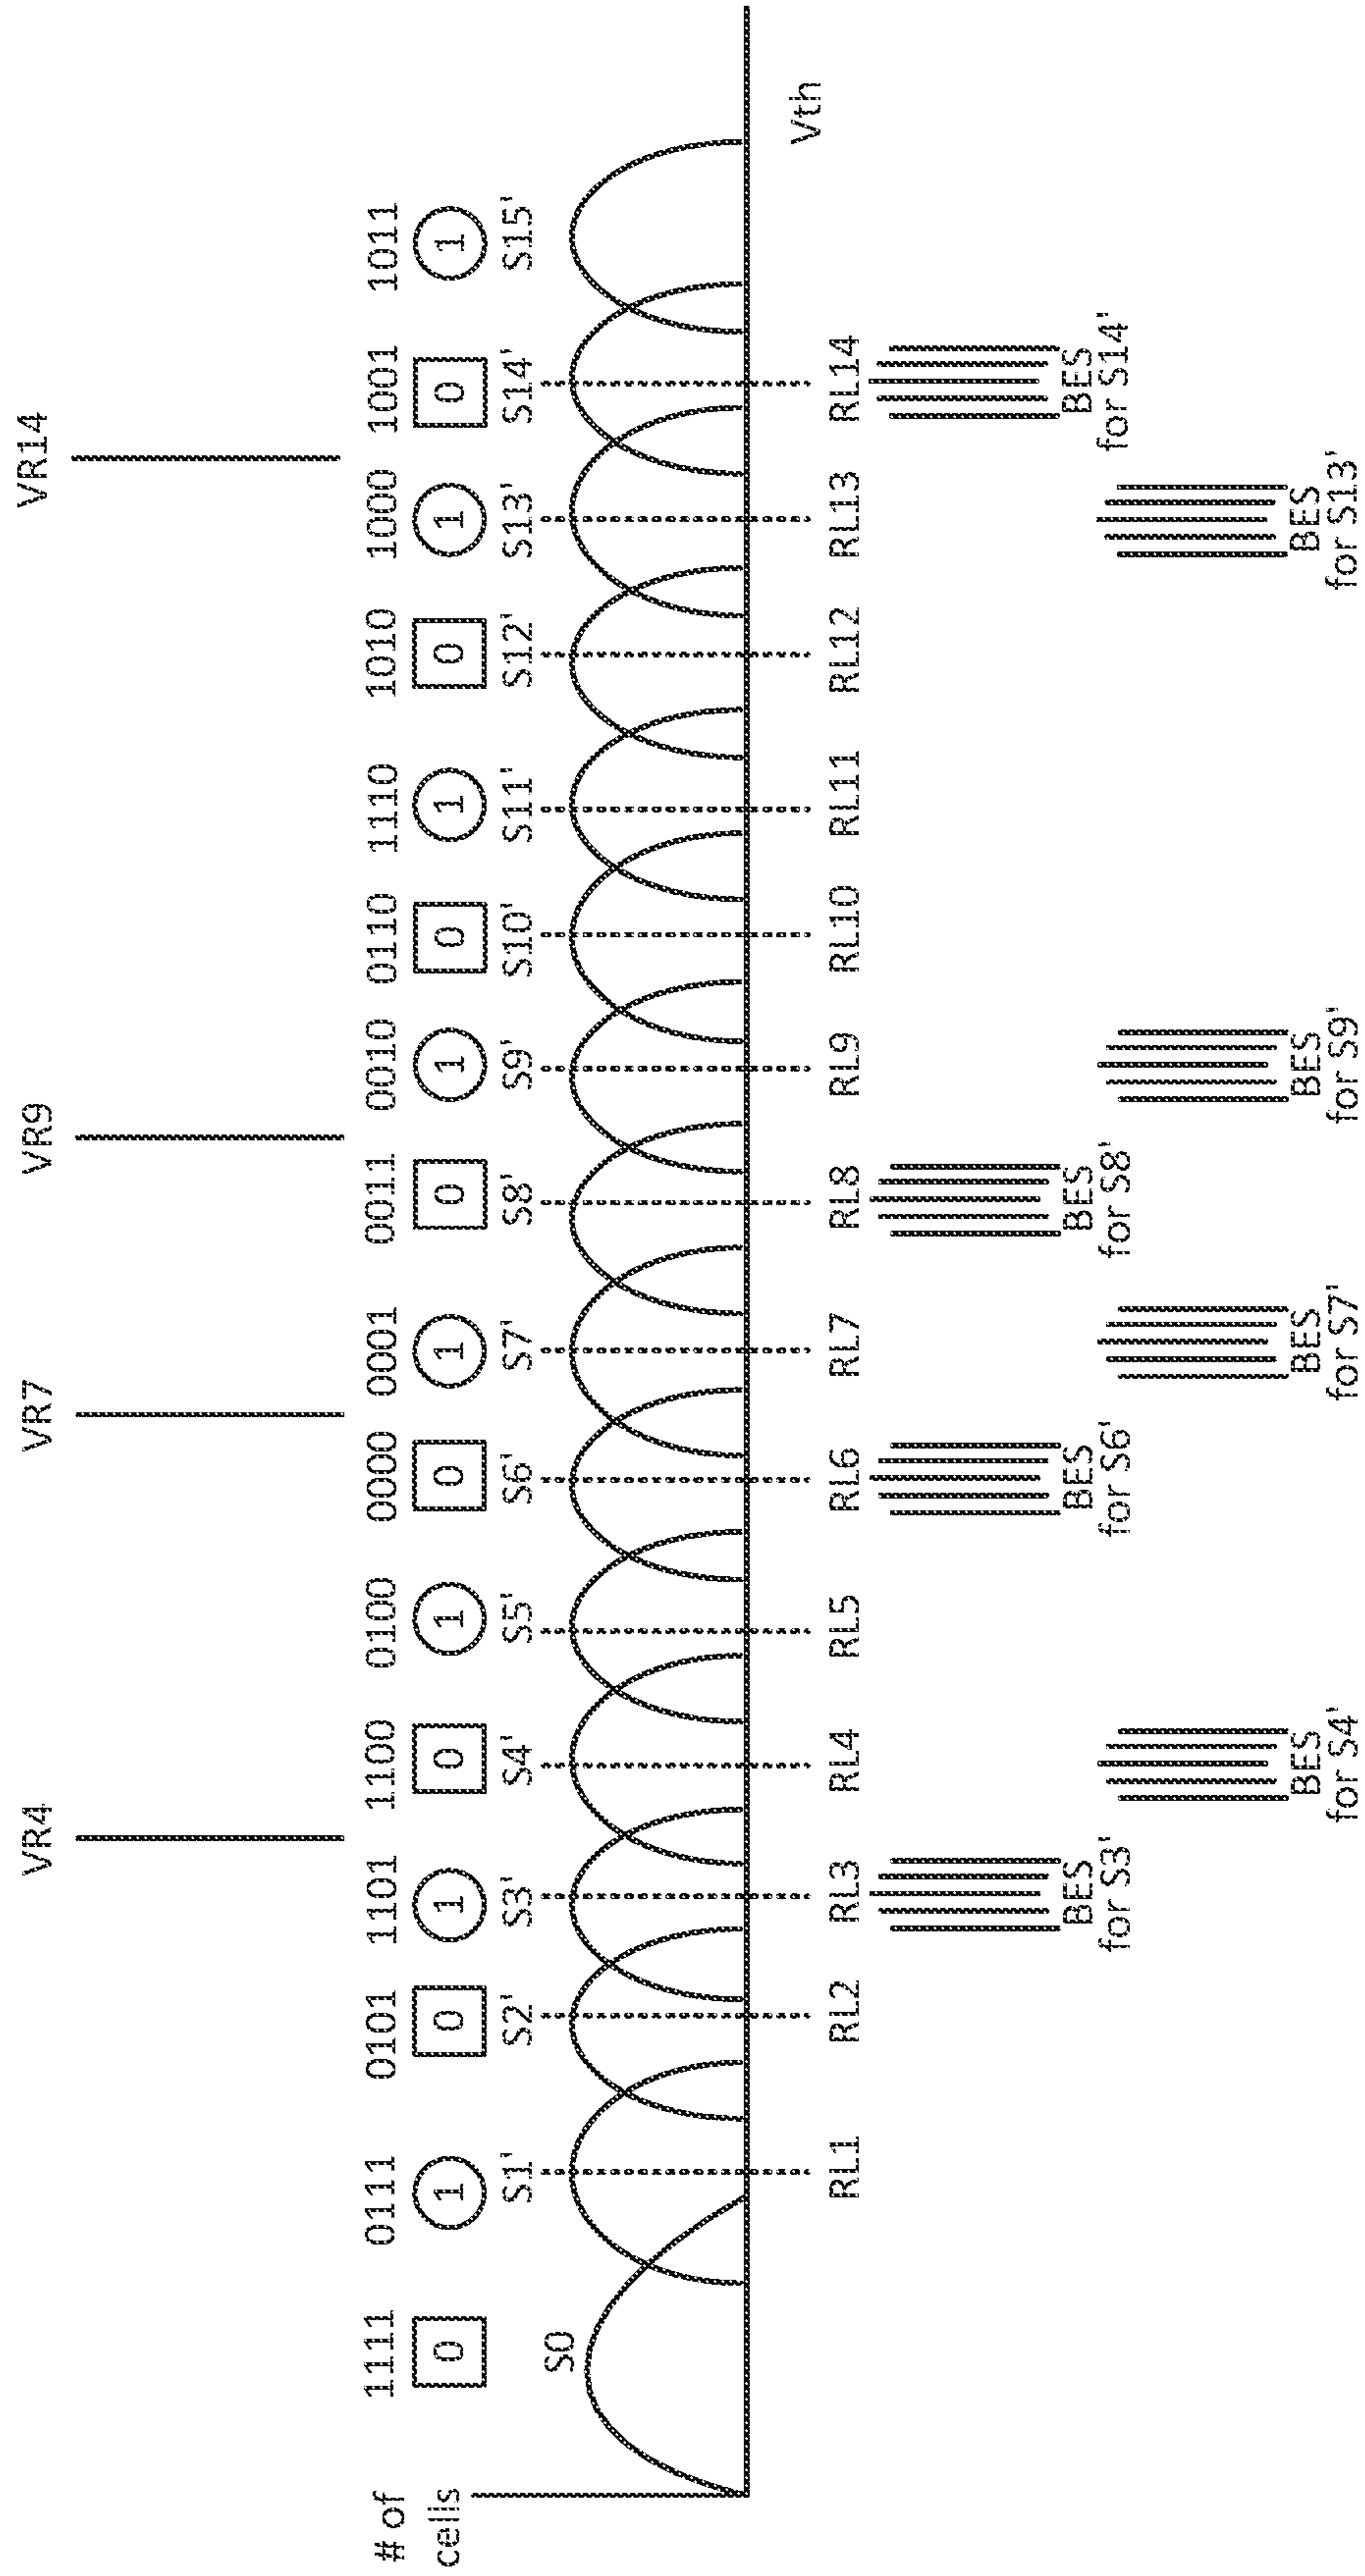 VR4 VR7 VR9 VR14
# of
cells
1111 0111 0101 1101 1100 0100 0000 0001 0011 0010 0110 1110 1010 1000 1001 1011
0 1 0 1 0 1 0 1 0 1 0 1 0 1 0 1
S0 S1' S2' S3' S4' S5' S6' S7' S8' S9' S10' S11' S12' S13' S14' S15'
Vth
RL1 RL2 RL3 RL4 RL5 RL6 RL7 RL8 RL9 RL10 RL11 RL12 RL13 RL14
BES
for S3'
BES
for S6'
BES
for S8'
BES
for S14'
BES
for S4'
BES
for S7'
BES
for S9'
BES
for S13'